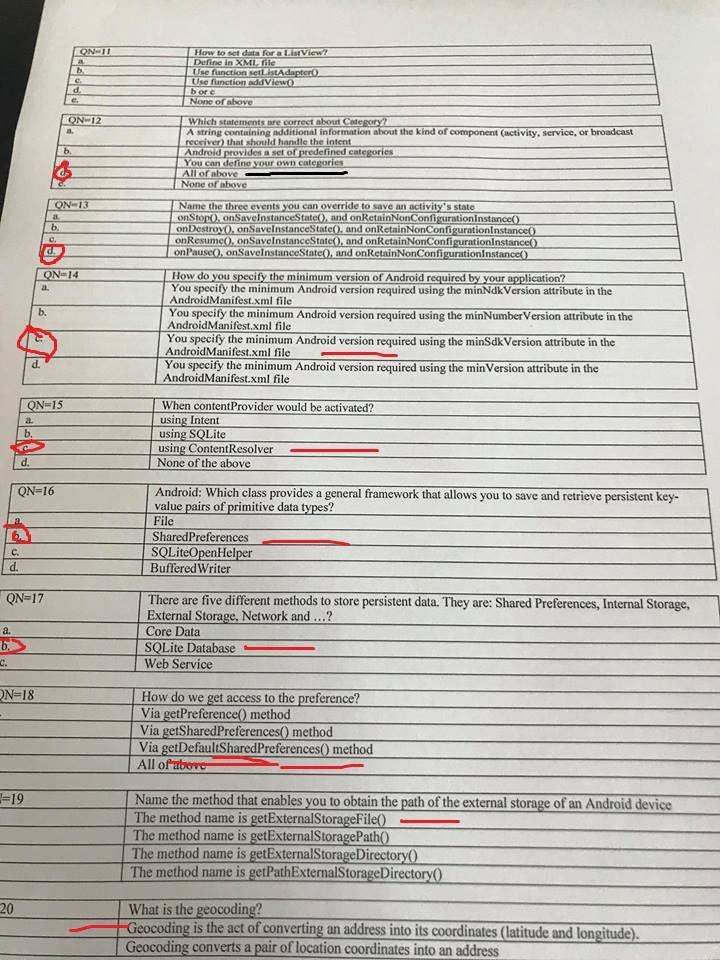 QN=11 How to set data for a ListView?
a. Define in XML file
b. Use function setListAdapter()
c. Use function addView()
d. b or c
e. None of above
QN=12 Which statements are correct about Category?
a. A string containing additional information about the kind of component (activity, service, or broadcast
receiver) that should handle the intent
b. Android provides a set of predefined categories
You can define your own categories
d. All of above
e. None of above
QN=13 Name the three events you can override to save an activity's state
a. onStop(), onSaveInstanceState(), and onRetainNonConfigurationInstance()
b. onDestroy(), onSaveInstanceState(), and onRetainNonConfigurationInstance()
c. onResume(), onSaveInstanceState(), and onRetainNonConfigurationInstance()
d. onPause(), onSaveInstanceState(), and onRetainNonConfigurationInstance()
QN=14 How do you specify the minimum version of Android required by your application?
a. You specify the minimum Android version required using the minNdkVersion attribute in the
AndroidManifest.xml file
b. You specify the minimum Android version required using the minNumberVersion attribute in the
AndroidManifest.xml file
c. You specify the minimum Android version required using the minSdkVersion attribute in the
AndroidManifest.xml file
d. You specify the minimum Android version required using the minVersion attribute in the
AndroidManifest.xml file
QN=15 When contentProvider would be activated?
a. using Intent
b. using SQLite
c. using ContentResolver
d. None of the above
QN=16 Android: Which class provides a general framework that allows you to save and retrieve persistent key-
value pairs of primitive data types?
a. File
b. SharedPreferences
c. SQLiteOpenHelper
d. BufferedWriter
QN=17 There are five different methods to store persistent data. They are: Shared Preferences, Internal Storage,
External Storage, Network and ...?
a. Core Data
b. SQLite Database
c. Web Service
QN=18 How do we get access to the preference?
Via getPreference() method
Via getSharedPreferences() method
Via getDefaultSharedPreferences() method
All of above
=19 Name the method that enables you to obtain the path of the external storage of an Android device
The method name is getExternalStorageFile()
The method name is getExternalStoragePath()
The method name is getExternalStorageDirectory()
The method name is getPathExternalStorageDirectory()
20 What is the geocoding?
Geocoding is the act of converting an address into its coordinates (latitude and longitude).
Geocoding converts a pair of location coordinates into an address